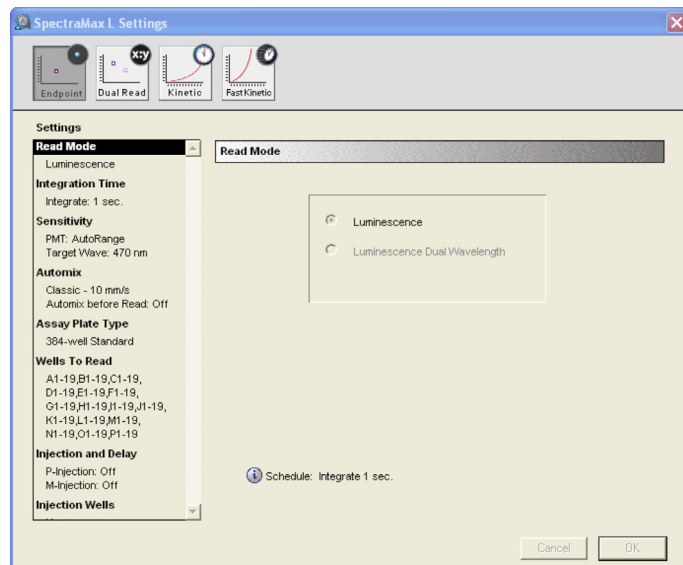 SpectraMax L Settings
x:y
Endpoint
Dual Read
Kinetic
FastKinetic
Settings
Read Mode
Luminescence
Integration Time
Integrate: 1 sec.
Sensitivity
PMT: AutoRange
Target Wave: 470 nm
Automix
Classic - 10 mm/s
Automix before Read: Off
Assay Plate Type
384-well Standard
Wells To Read
A1-19,B1-19,C1-19,
D1-19,E1-19,F1-19,
G1-19,H1-19,I1-19,J1-19,
K1-19,L1-19,M1-19,
N1-19,O1-19,P1-19
Injection and Delay
P-Injection: Off
M-Injection: Off
Injection Wells
Read Mode
Luminescence
Luminescence Dual Wavelength
Schedule: Integrate 1 sec.
Cancel
OK